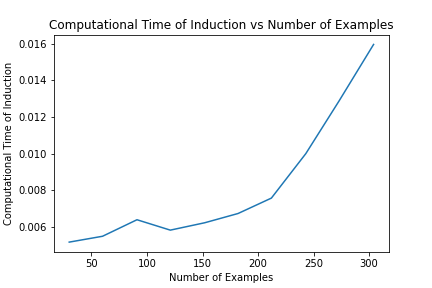 Computational Time of Induction vs Number of Examples
0.016
0.014
0.012
0.010
0.008
0.006
Computational Time of Induction
50 100 150 200 250 300
Number of Examples